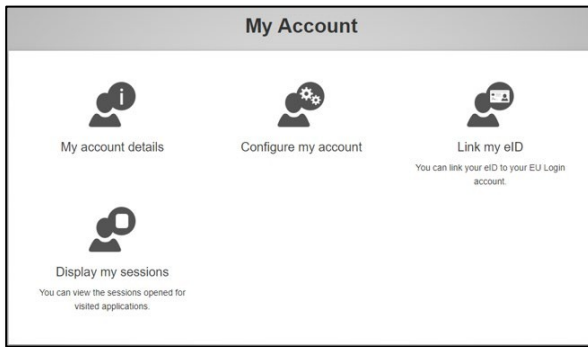 My Account
My account details
Configure my account
Link my eID
You can link your eID to your EU Login
account.
Display my sessions
You can view the sessions opened for
visited applications.